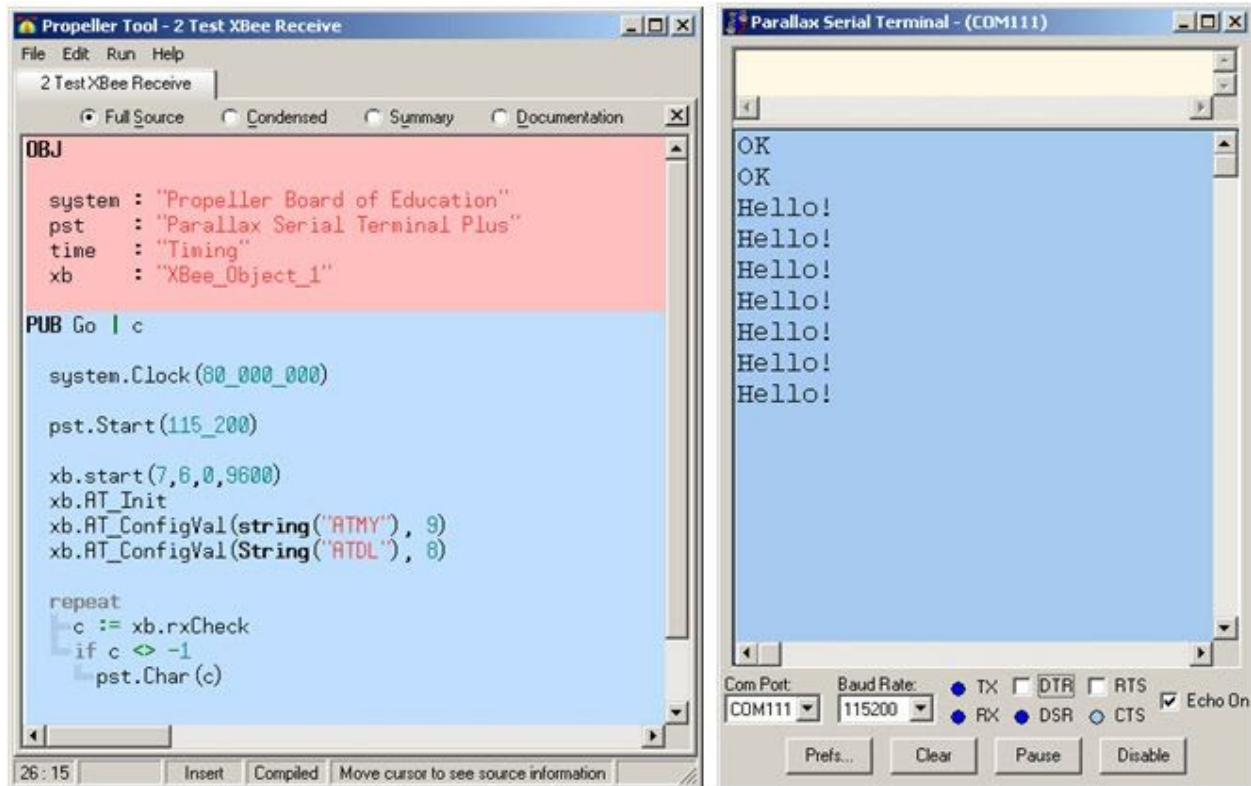 Propeller Tool - 2 Test XBee Receive
File Edit Run Help
2 Test XBee Receive
Full Source Condensed Summary Documentation
OBJ
system : "Propeller Board of Education"
pst : "Parallax Serial Terminal Plus"
time : "Timing"
xb : "XBee_Object_1"
PUB Go | c
system.Clock(80_000_000)
pst.Start(115_200)
xb.start(7,6,0,9600)
xb.AT_Init
xb.AT_ConfigVal(string("ATMY"), 9)
xb.AT_ConfigVal(String("ATDL"), 8)
repeat
c := xb.rxCheck
if c <> -1
pst.Char(c)
26 : 15 Insert Compiled Move cursor to see source information
Parallax Serial Terminal - (COM111)
OK
OK
Hello!
Hello!
Hello!
Hello!
Hello!
Hello!
Hello!
Com Port: Baud Rate: TX DTR RTS
COM111 115200 RX DSR CTS Echo On
Prefs... Clear Pause Disable